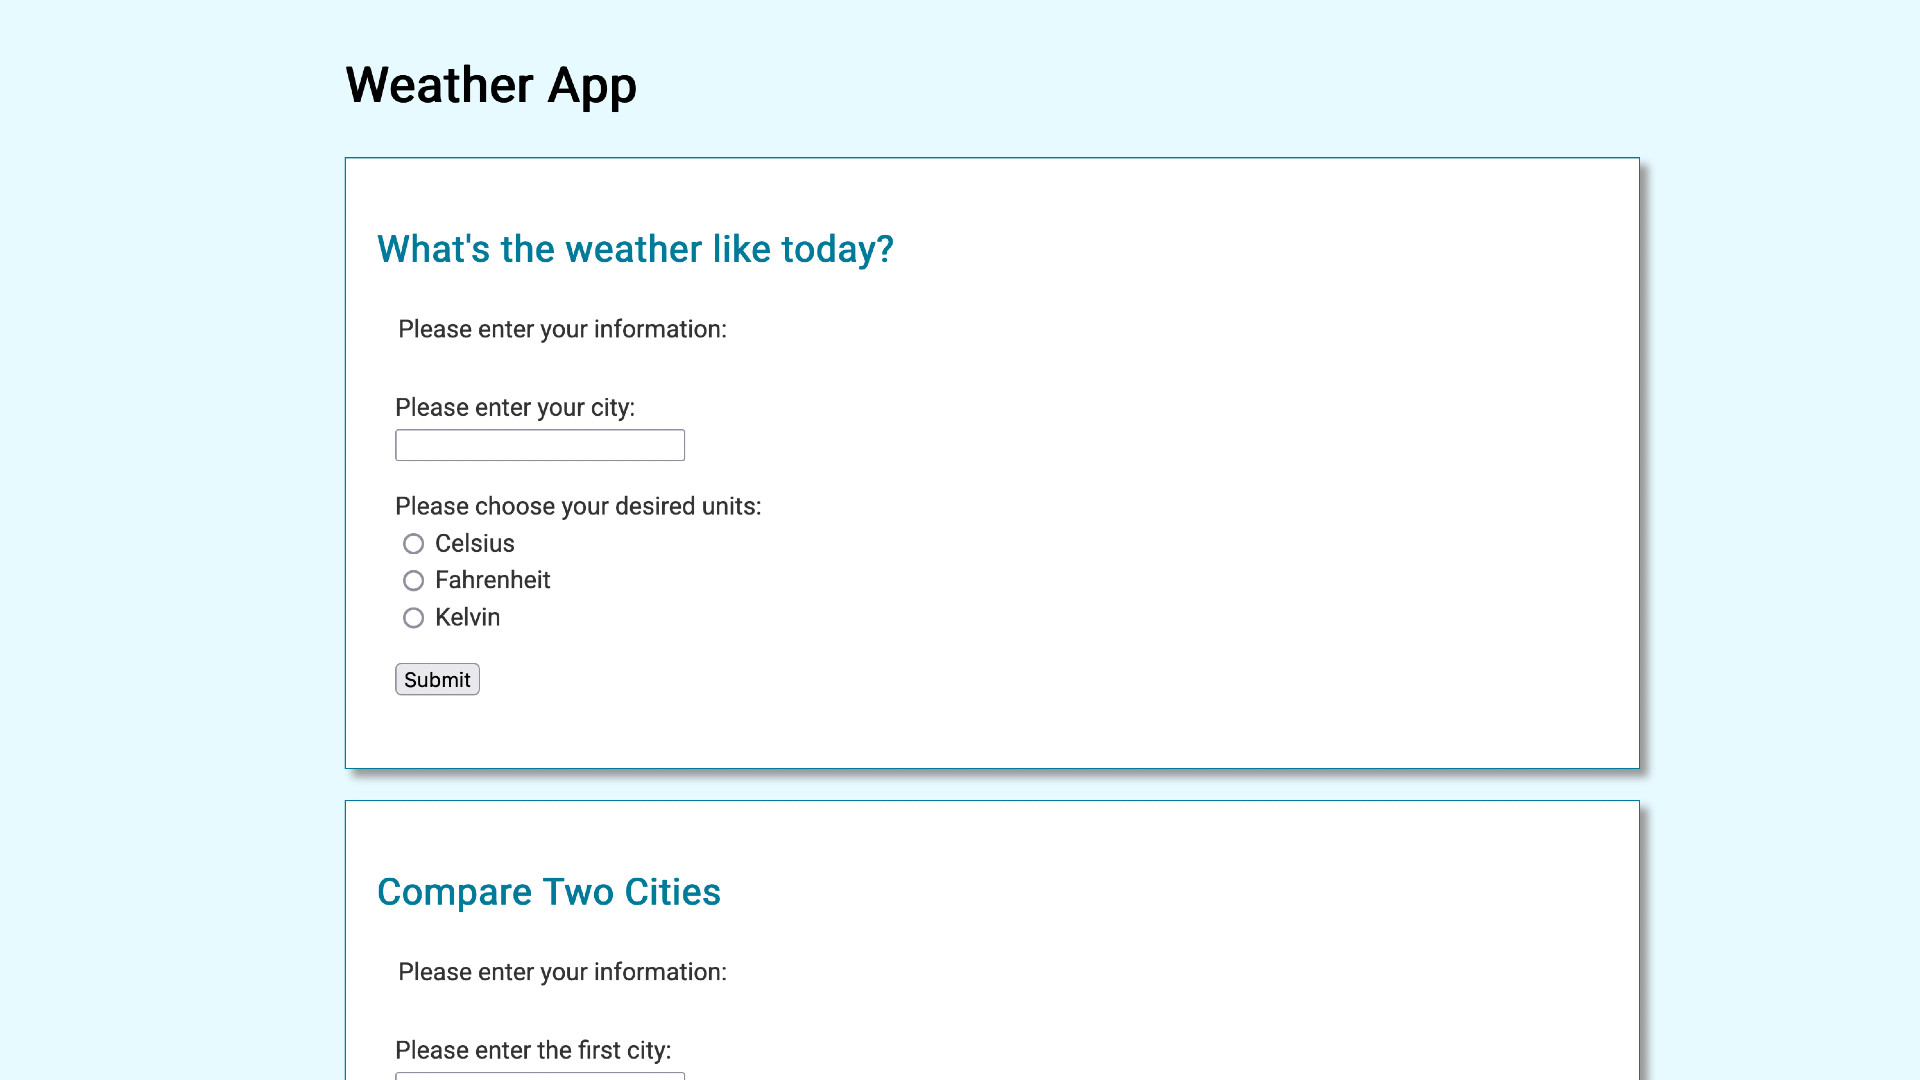 Weather App
What's the weather like today?
Please enter your information:
Please enter your city:
Please choose your desired units:
Celsius
Fahrenheit
Kelvin
Submit
Compare Two Cities
Please enter your information:
Please enter the first city: